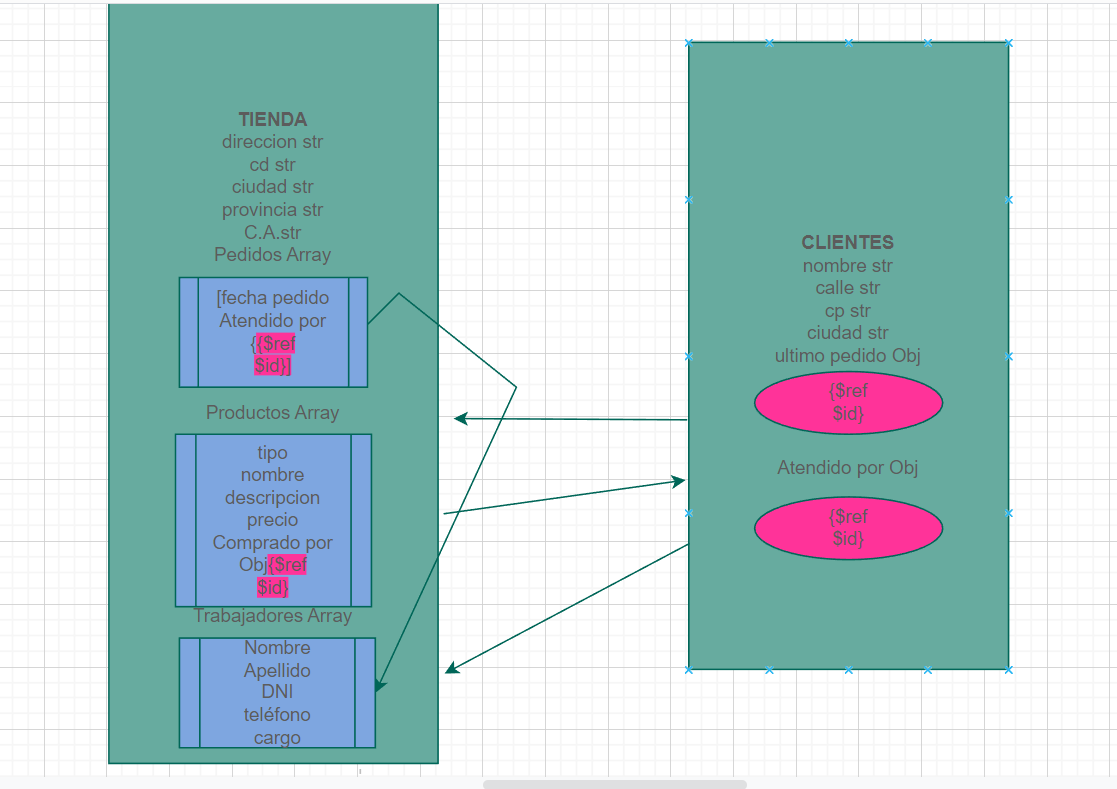 TIENDA
direccion str
cd str
ciudad str
provincia str
C.A.str
Pedidos Array
[fecha pedido
Atendido por
{{$ref
$id}]
Productos Array
tipo
nombre
descripcion
precio
Comprado por
Obj{$ref
$id}
Trabajadores Array
Nombre
Apellido
DNI
teléfono
cargo
CLIENTES
nombre str
calle str
cp str
ciudad str
ultimo pedido Obj
{$ref
$id}
Atendido por Obj
{$ref
$id}